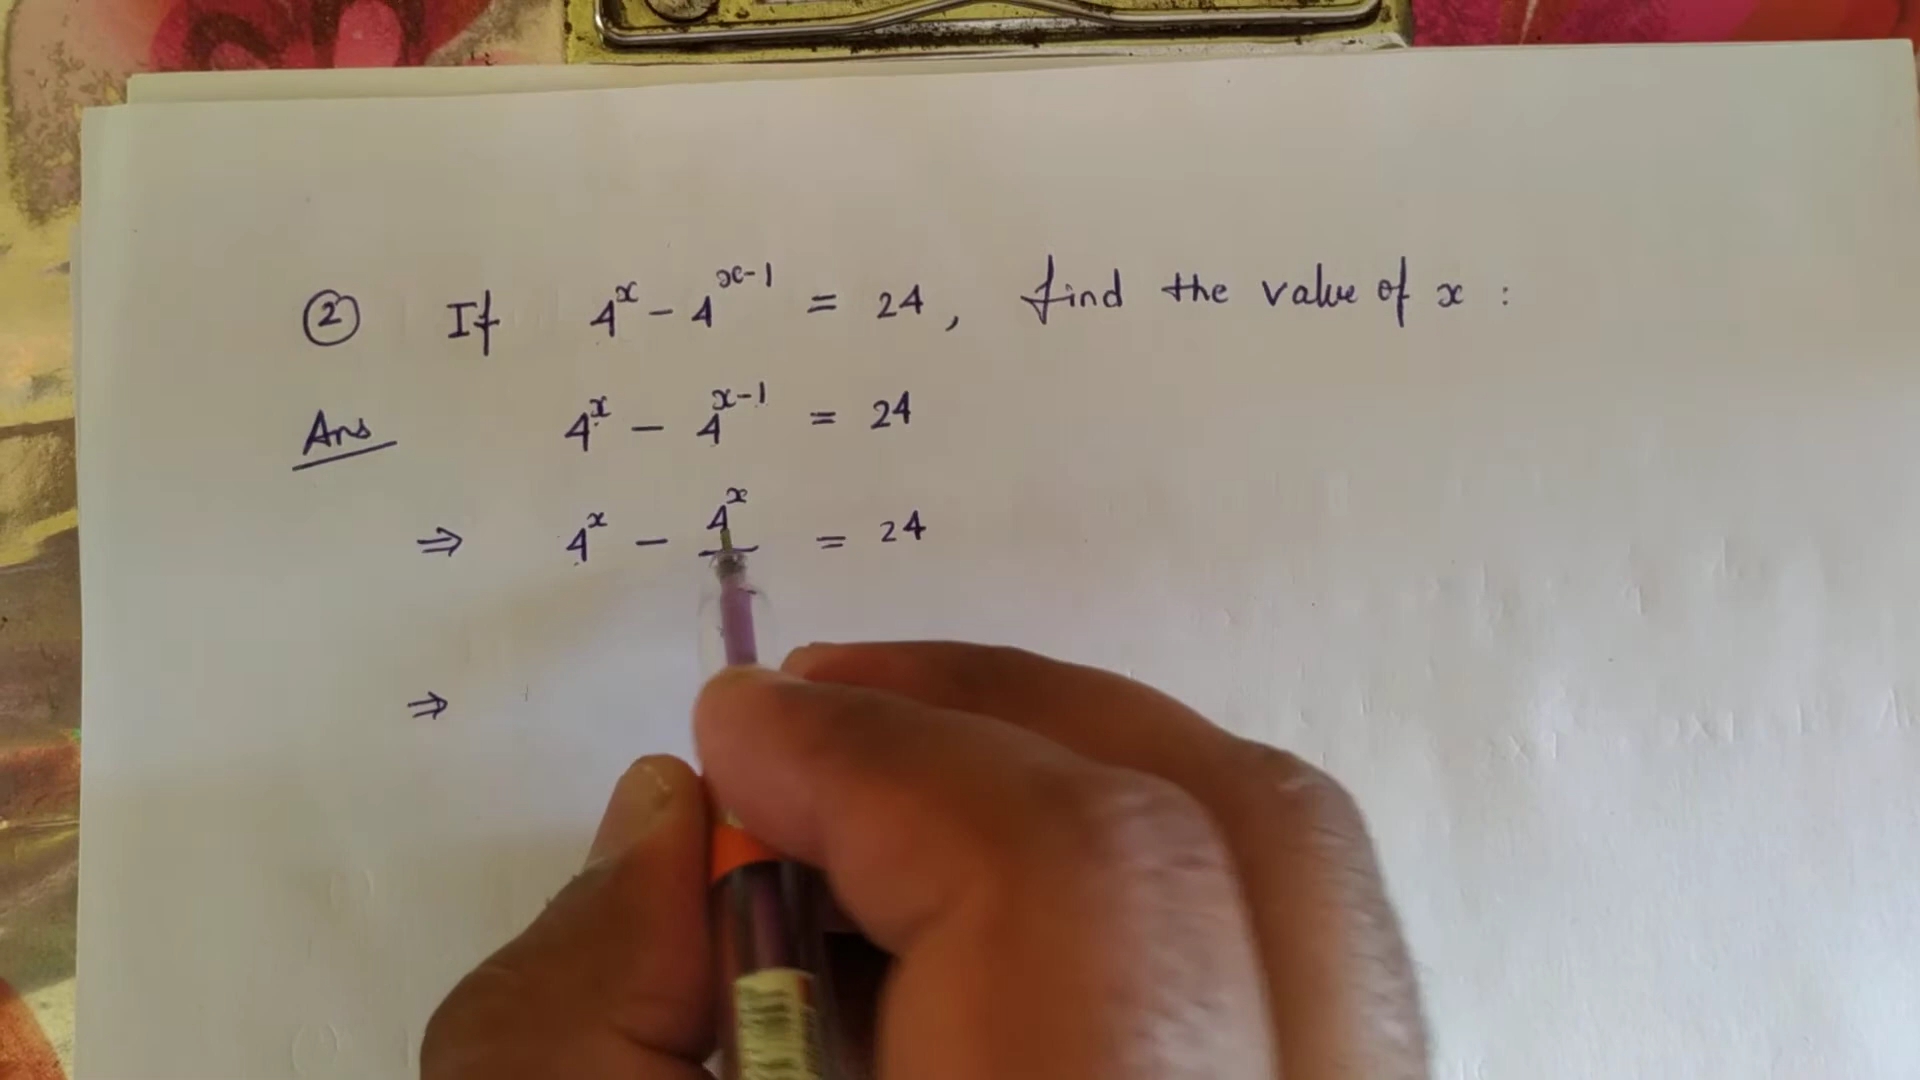 ② If 4^x - 4^(x-1) = 24, find the value of x :
Ans 4^x - 4^(x-1) = 24
⇒ 4^x - 4^x/ = 24
⇒